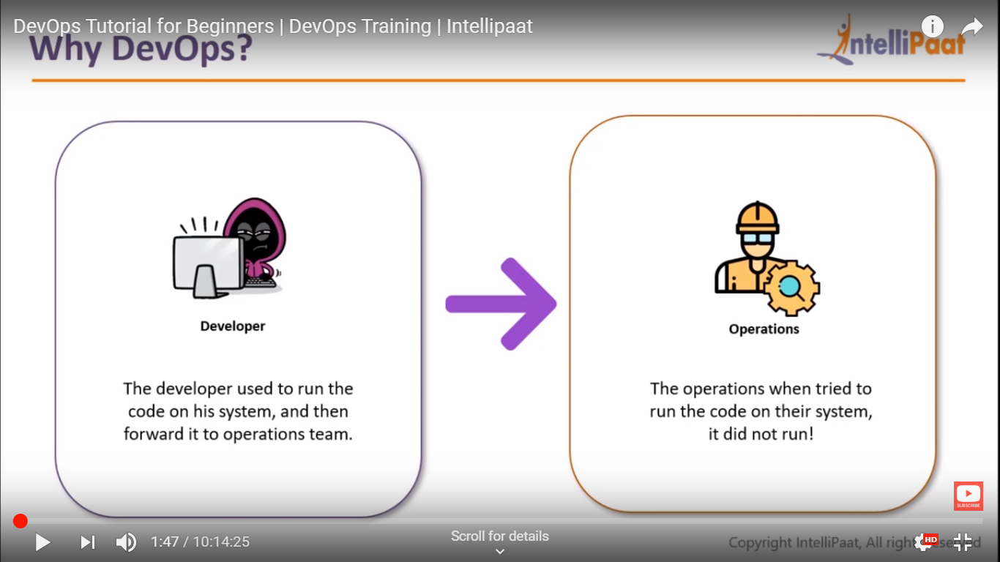 DevOps Tutorial for Beginners | DevOps Training | Intellipaat
Why DevOps?
IntelliPaat
Developer
The developer used to run the
code on his system, and then
forward it to operations team.
Operations
The operations when tried to
run the code on their system,
it did not run!
SUBSCRIBE
1:47 / 10:14:25
Scroll for details
Copyright IntelliPaat, All rights Reserved
HD